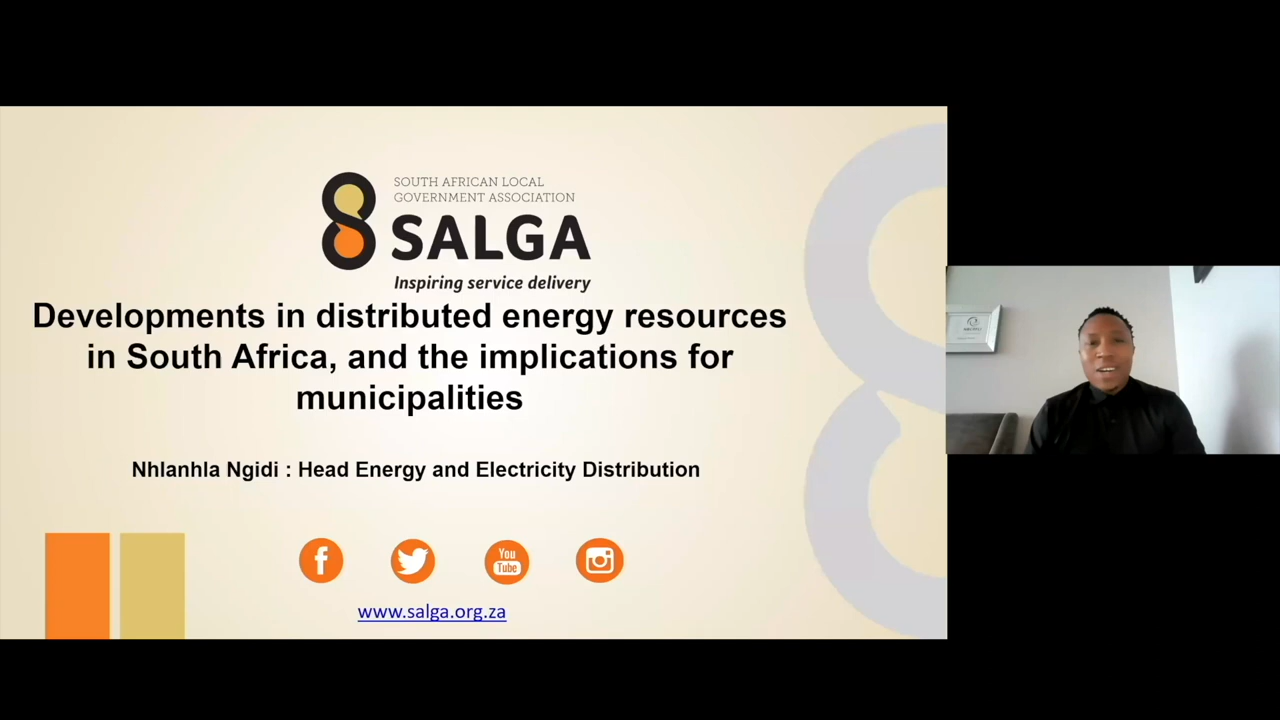 SOUTH AFRICAN LOCAL
GOVERNMENT ASSOCIATION
SALGA
Inspiring service delivery
Developments in distributed energy resources
in South Africa, and the implications for
municipalities
Nhlanhla Ngidi : Head Energy and Electricity Distribution
You
Tube
www.salga.org.za